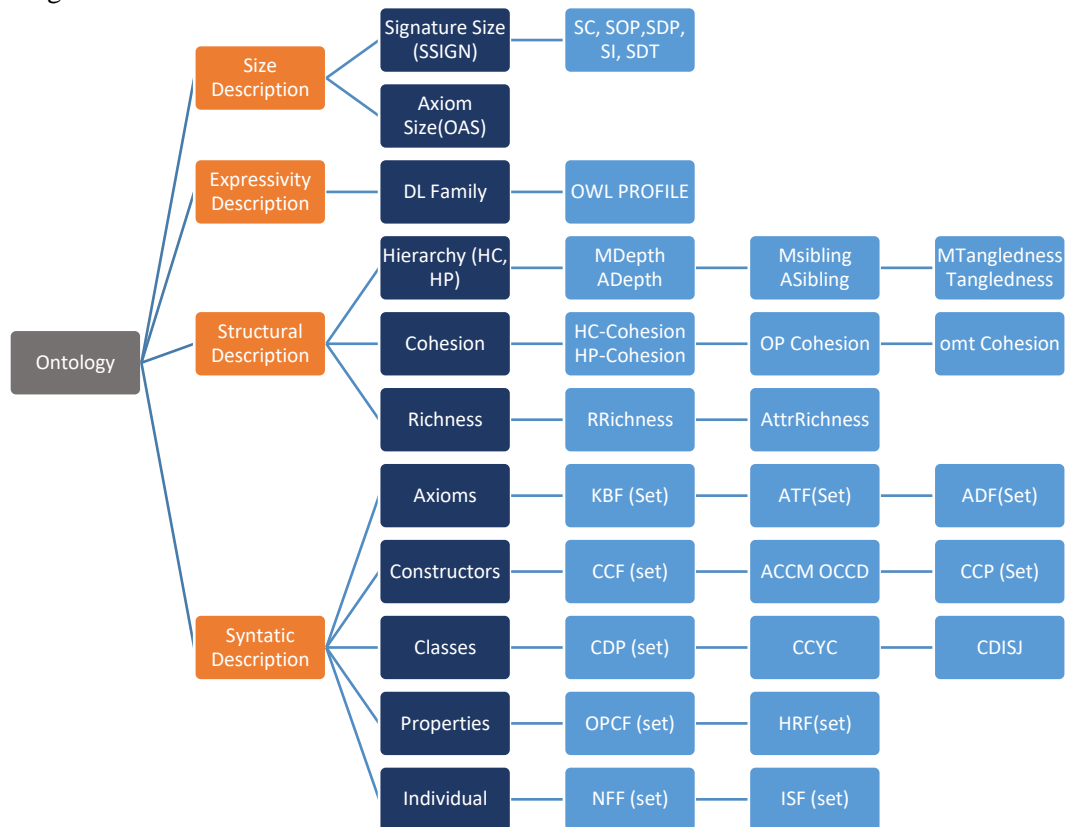 Signature Size
(SSIGN)
SC, SOP,SDP,
SI, SDT
Size
Description
Axiom
Size(OAS)
Expressivity
Description
DL Family
OWL PROFILE
Hierarchy (HC,
HP)
MDepth
ADepth
Msibling
ASibling
MTangledness
Tangledness
Ontology
Structural
Description
Cohesion
HC-Cohesion
HP-Cohesion
OP Cohesion
omt Cohesion
Richness
RRichness
AttrRichness
Axioms
KBF (Set)
ATF(Set)
ADF(Set)
Constructors
CCF (set)
ACCM OCCD
CCP (Set)
Syntatic
Description
Classes
CDP (set)
CCYC
CDISJ
Properties
OPCF (set)
HRF(set)
Individual
NFF (set)
ISF (set)